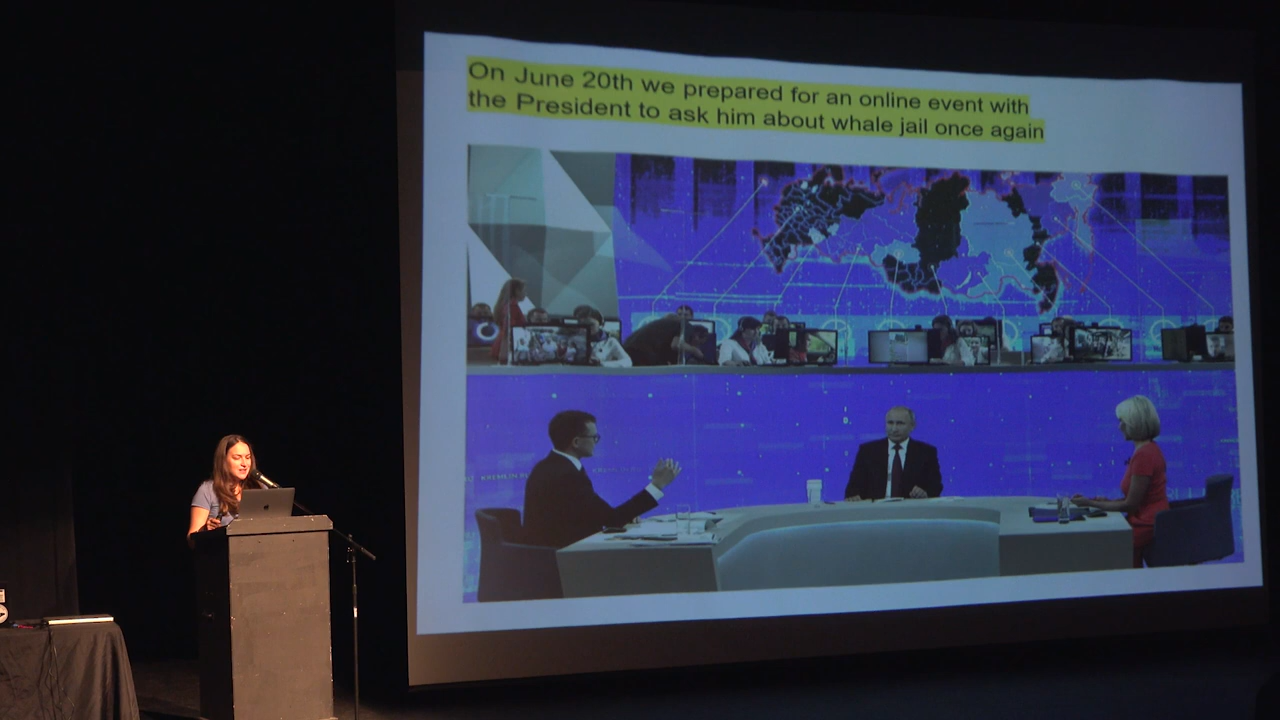 On June 20th we prepared for an online event with
the President to ask him about whale jail once again